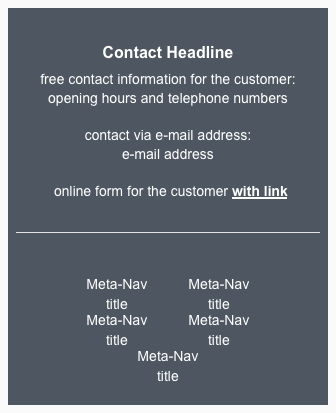 Contact Headline
free contact information for the customer:
opening hours and telephone numbers
contact via e-mail address:
e-mail address
online form for the customer with link
Meta-Nav Meta-Nav
title title
Meta-Nav Meta-Nav
title title
Meta-Nav
title